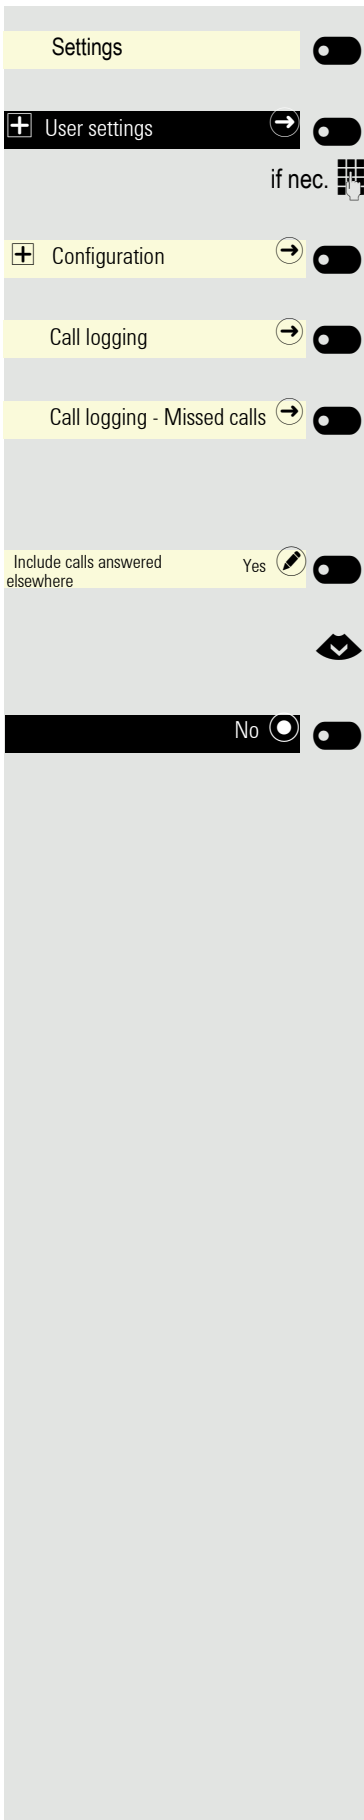 Settings
User settings
if nec.
Configuration
Call logging
Call logging - Missed calls
Include calls answered Yes
elsewhere
No